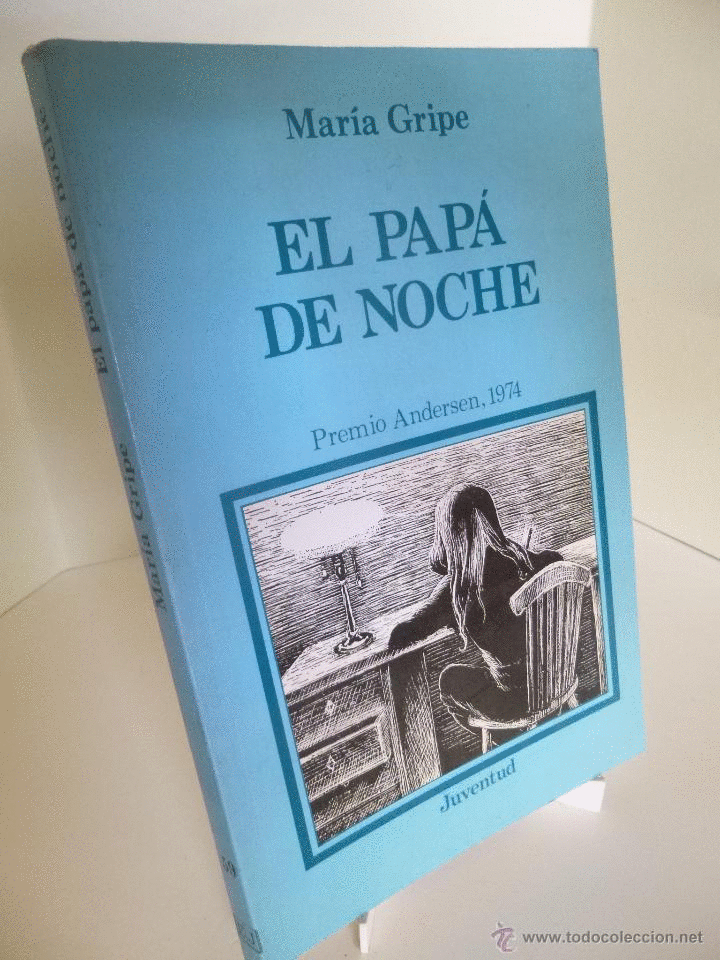 María Gripe
EL PAPÁ
DE NOCHE
Premio Andersen, 1974
Juventud
María Gripe
El papá de noche
© www.todocoleccion.net